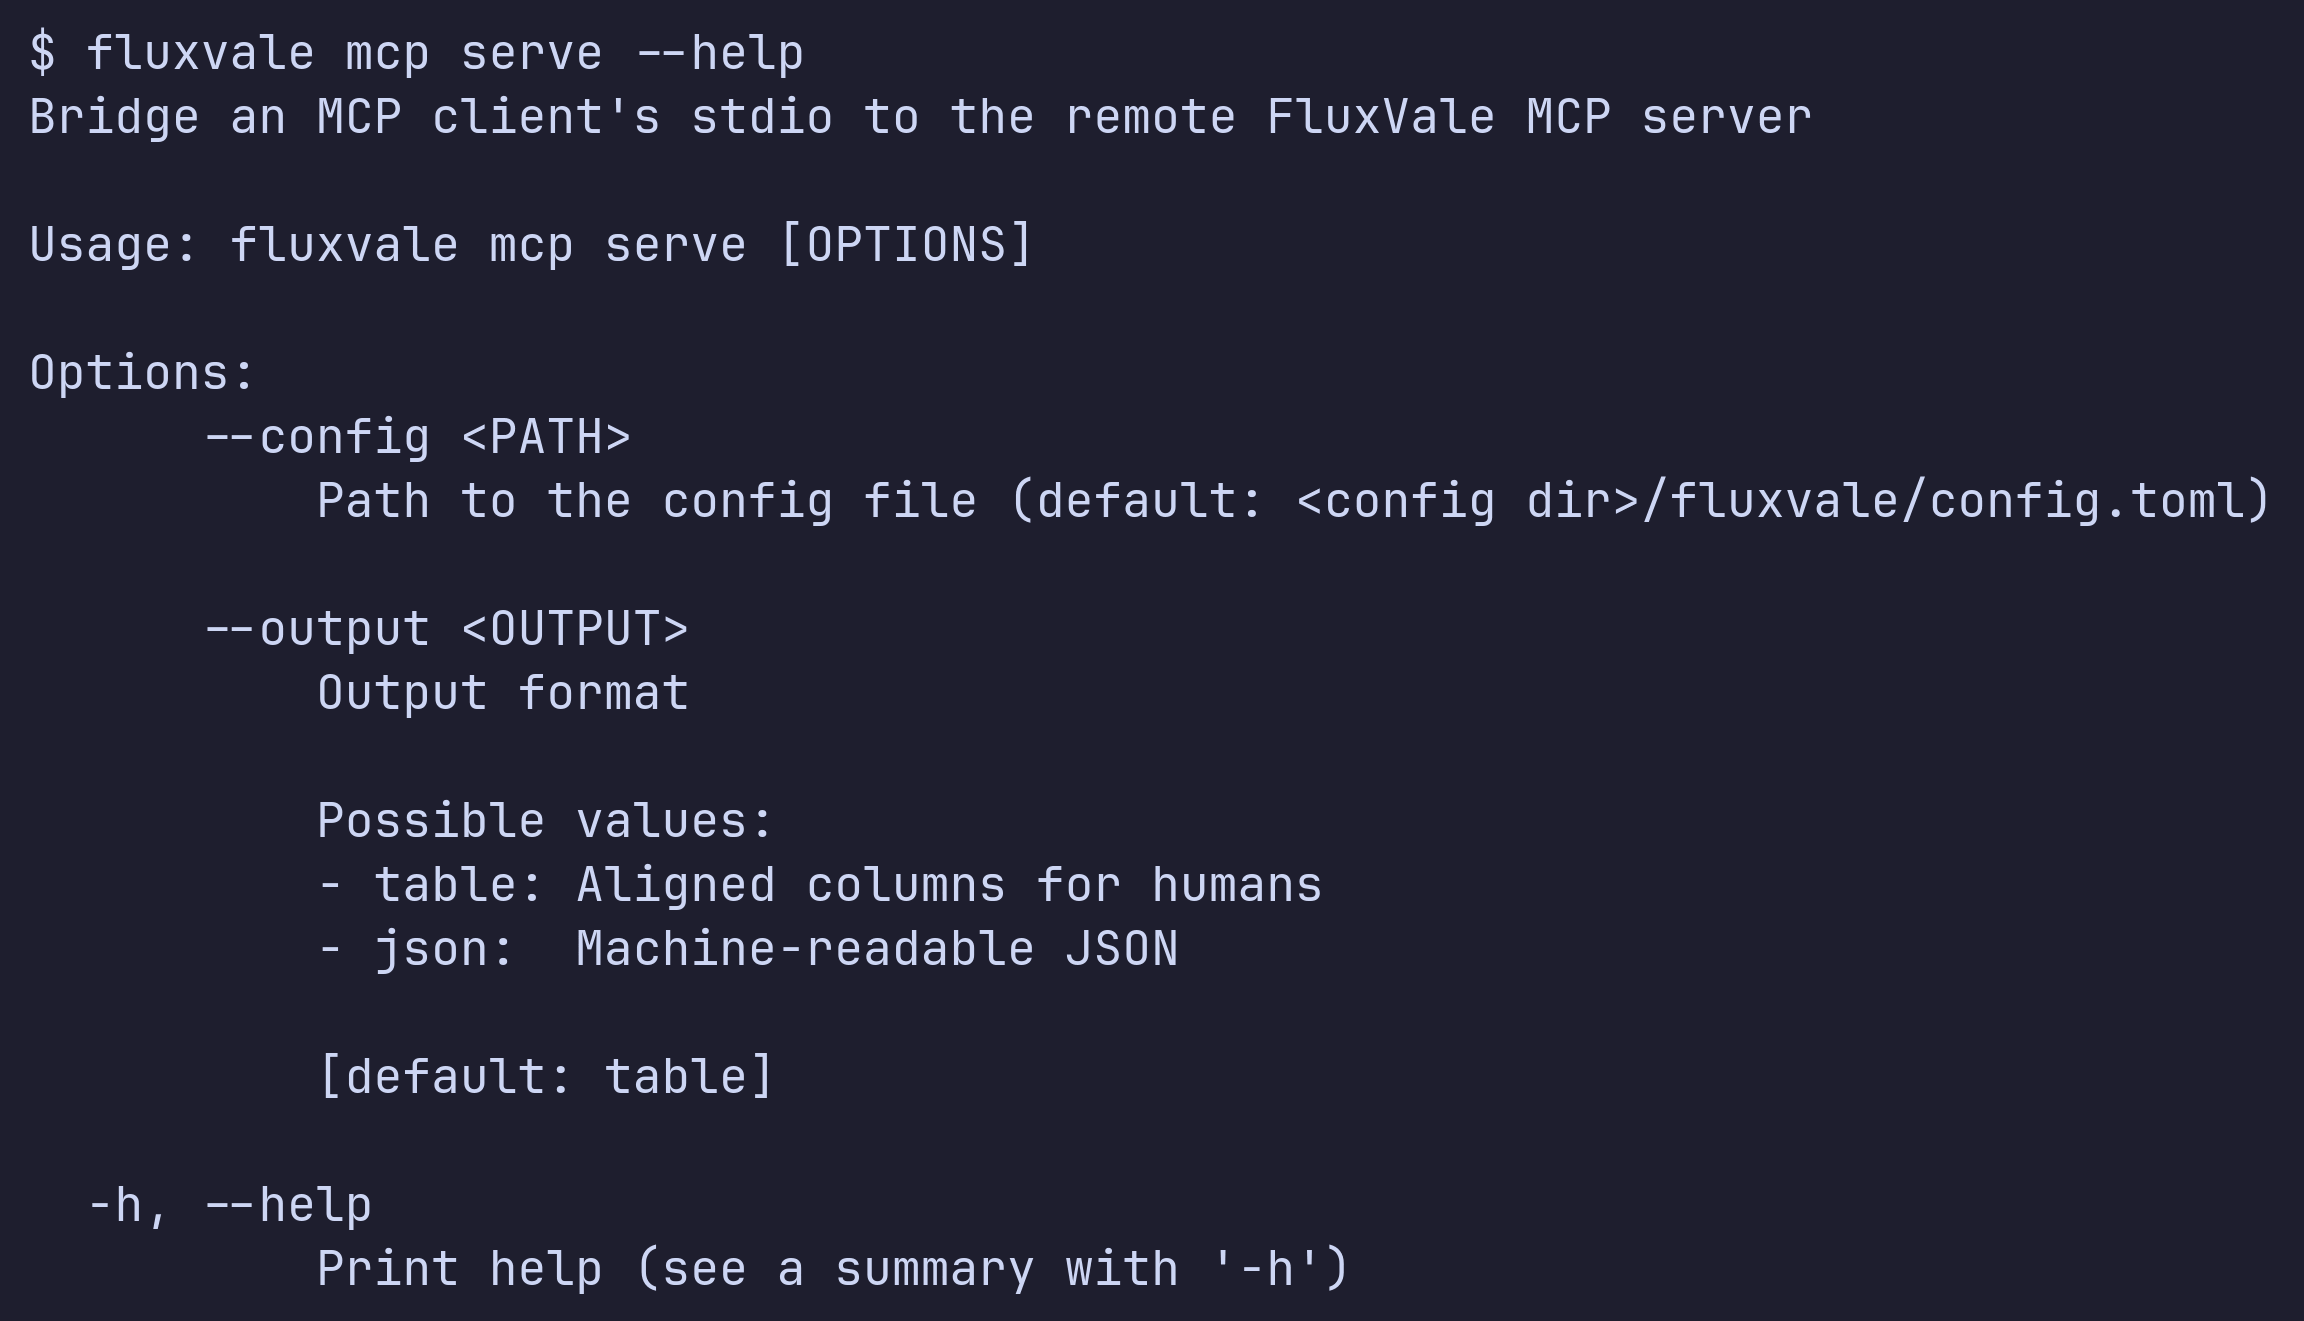 $ fluxvale mcp serve --help
Bridge an MCP client's stdio to the remote FluxVale MCP server

Usage: fluxvale mcp serve [OPTIONS]

Options:
      --config <PATH>
          Path to the config file (default: <config dir>/fluxvale/config.toml)

      --output <OUTPUT>
          Output format

          Possible values:
          - table: Aligned columns for humans
          - json:  Machine-readable JSON

          [default: table]

  -h, --help
          Print help (see a summary with '-h')